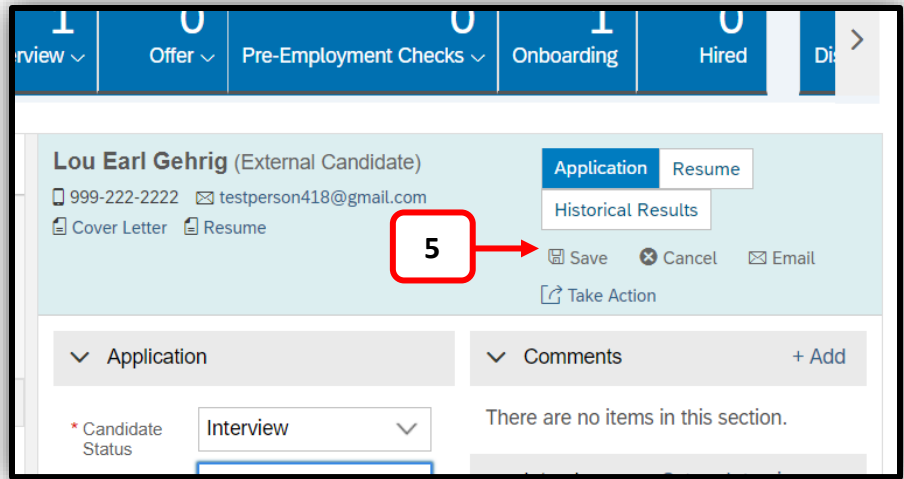 1 0 0 1 0
rview Offer Pre-Employment Checks Onboarding Hired Dis
Lou Earl Gehrig (External Candidate)
999-222-2222 testperson418@gmail.com
Cover Letter Resume
Application Resume
Historical Results
5
Save Cancel Email
Take Action
Application
Comments + Add
* Candidate Status
Interview
There are no items in this section.